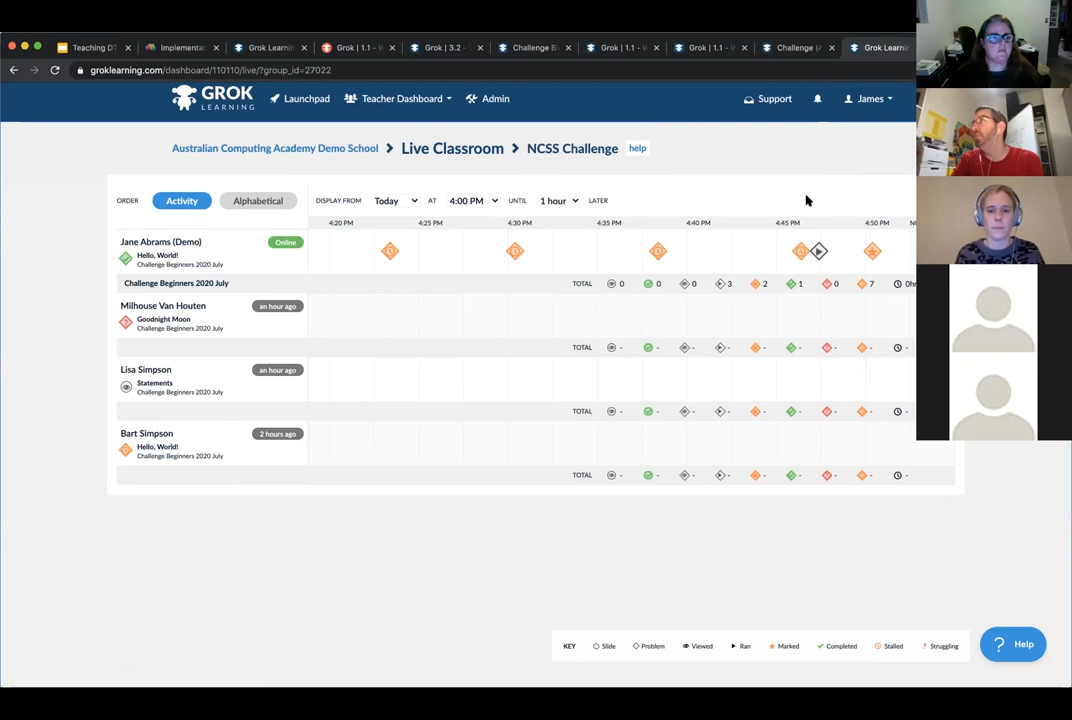 Teaching DT
Implementat
Grok Learnin
Grok | 1.1 - W
Grok | 3.2 -
Challenge Be
Grok | 1.1 - W
Grok | 1.1 - W
Challenge (A
Grok Learnin
groklearning.com/dashboard/110110/live/?group_id=27022
GROK LEARNING
Launchpad
Teacher Dashboard
Admin
Support
James
Australian Computing Academy Demo School > Live Classroom > NCSS Challenge help
ORDER Activity Alphabetical DISPLAY FROM Today AT 4:00 PM UNTIL 1 hour LATER
4:20 PM 4:25 PM 4:30 PM 4:35 PM 4:40 PM 4:45 PM 4:50 PM
Jane Abrams (Demo) Online
Hello, World!
Challenge Beginners 2020 July
Challenge Beginners 2020 July TOTAL 0 0 0 3 2 1 0 7 0h
Milhouse Van Houten an hour ago
Goodnight Moon
Challenge Beginners 2020 July
TOTAL - - - - - - - - -
Lisa Simpson an hour ago
Statements
Challenge Beginners 2020 July
TOTAL - - - - - - - - -
Bart Simpson 2 hours ago
Hello, World!
Challenge Beginners 2020 July
TOTAL - - - - - - - - -
KEY Slide Problem Viewed Ran Marked Completed Stalled ? Struggling
? Help